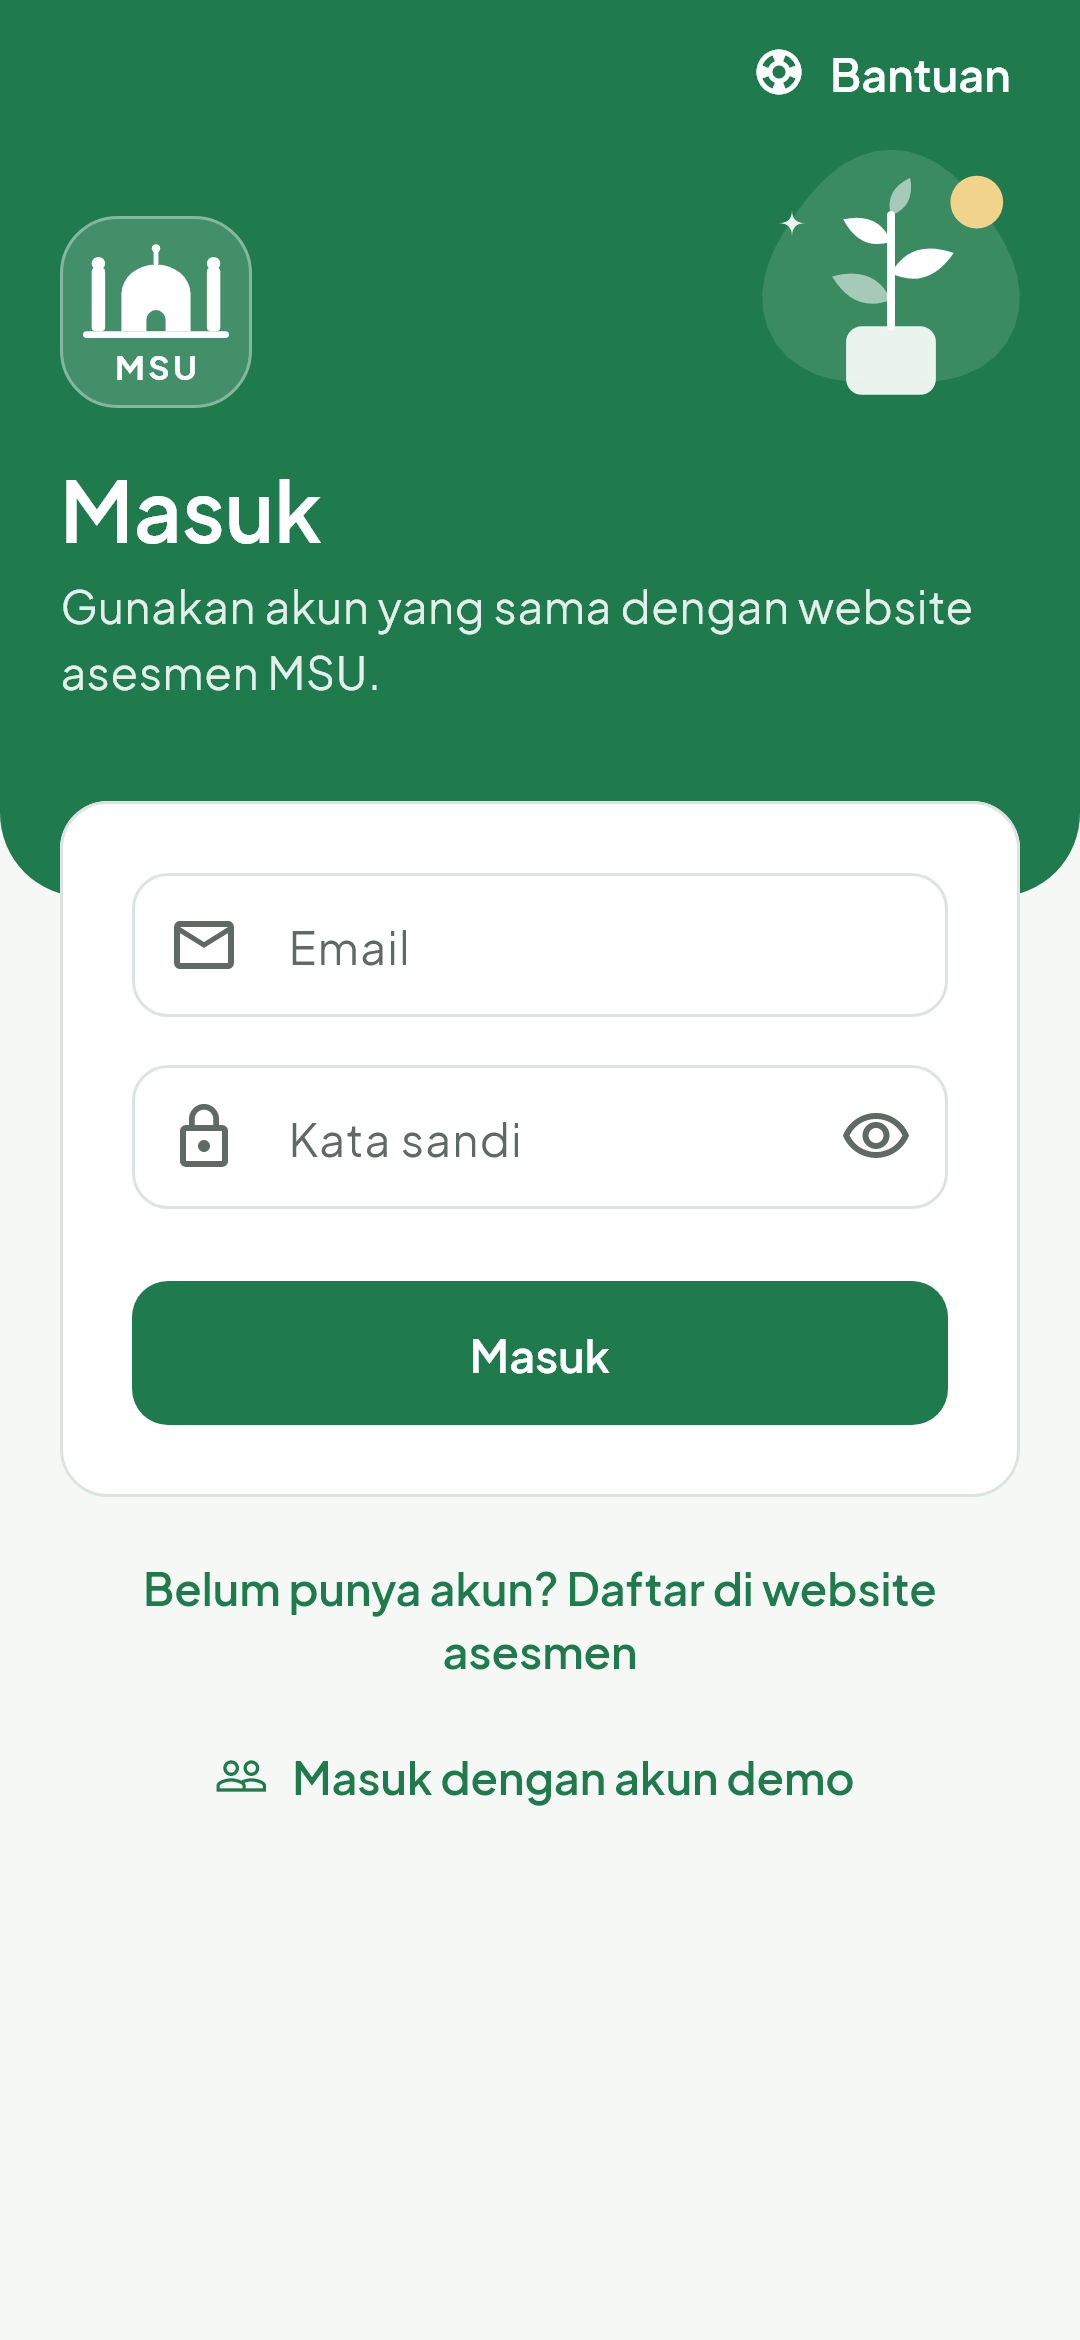 Bantuan
MSU
Masuk
Gunakan akun yang sama dengan website
asesmen MSU.
Email
Kata sandi
Masuk
Belum punya akun? Daftar di website
asesmen
Masuk dengan akun demo